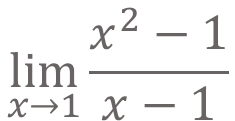 lim x→1 (x² − 1)/(x − 1)